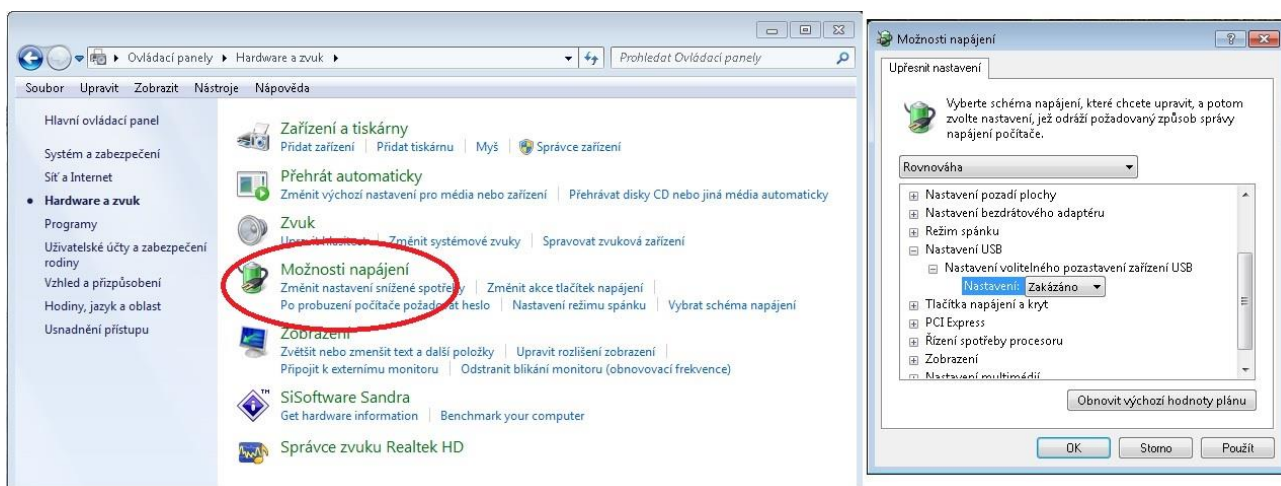 Ovládací panely
Hardware a zvuk
Prohledat Ovládací panely
Soubor Upravit Zobrazit Nástroje Nápověda
Hlavní ovládací panel
Systém a zabezpečení
Síť a Internet
Hardware a zvuk
Programy
Uživatelské účty a zabezpečení
rodiny
Vzhled a přizpůsobení
Hodiny, jazyk a oblast
Usnadnění přístupu
Zařízení a tiskárny
Přidat zařízení Přidat tiskárnu Myš Správce zařízení
Přehrát automaticky
Změnit výchozí nastavení pro média nebo zařízení Přehrávat disky CD nebo jiná média automaticky
Zvuk
Upravit hlasitost Změnit systémové zvuky Spravovat zvuková zařízení
Možnosti napájení
Změnit nastavení snížené spotřeby Změnit akce tlačítek napájení
Po probuzení počítače požadovat heslo Nastavení režimu spánku Vybrat schéma napájení
Zobrazení
Zvětšit nebo zmenšit text a další položky Upravit rozlišení zobrazení
Připojit k externímu monitoru Odstranit blikání monitoru (obnovovací frekvence)
SiSoftware Sandra
Get hardware information Benchmark your computer
Správce zvuku Realtek HD
Možnosti napájení
Upřesnit nastavení
Vyberte schéma napájení, které chcete upravit, a potom
zvolte nastavení, jež odráží požadovaný způsob správy
napájení počítače.
Rovnováha
Nastavení pozadí plochy
Nastavení bezdrátového adaptéru
Režim spánku
Nastavení USB
Nastavení volitelného pozastavení zařízení USB
Nastavení: Zakázáno
Tlačítka napájení a kryt
PCI Express
Řízení spotřeby procesoru
Zobrazení
Nastavení multimédií
Obnovit výchozí hodnoty plánu
OK Storno Použít